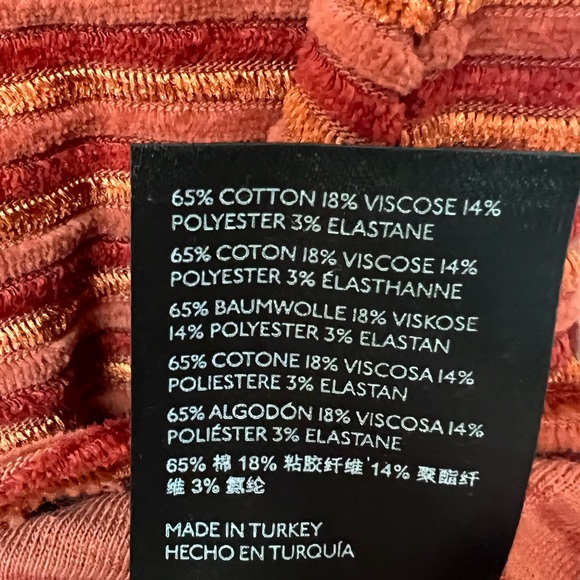 65% COTTON 18% VISCOSE 14%
POLYESTER 3% ELASTANE
65% COTON 18% VISCOSE 14%
POLYESTER 3% ÉLASTHANNE
65% BAUMWOLLE 18% VISKOSE
14% POLYESTER 3% ELASTAN
65% COTONE 18% VISCOSA 14%
POLIESTERE 3% ELASTAN
65% ALGODÓN 18% VISCOSA 14%
POLIÉSTER 3% ELASTANE
65% 棉 18% 粘胶纤维 14% 聚酯纤
维 3% 氨纶
MADE IN TURKEY
HECHO EN TURQUÍA